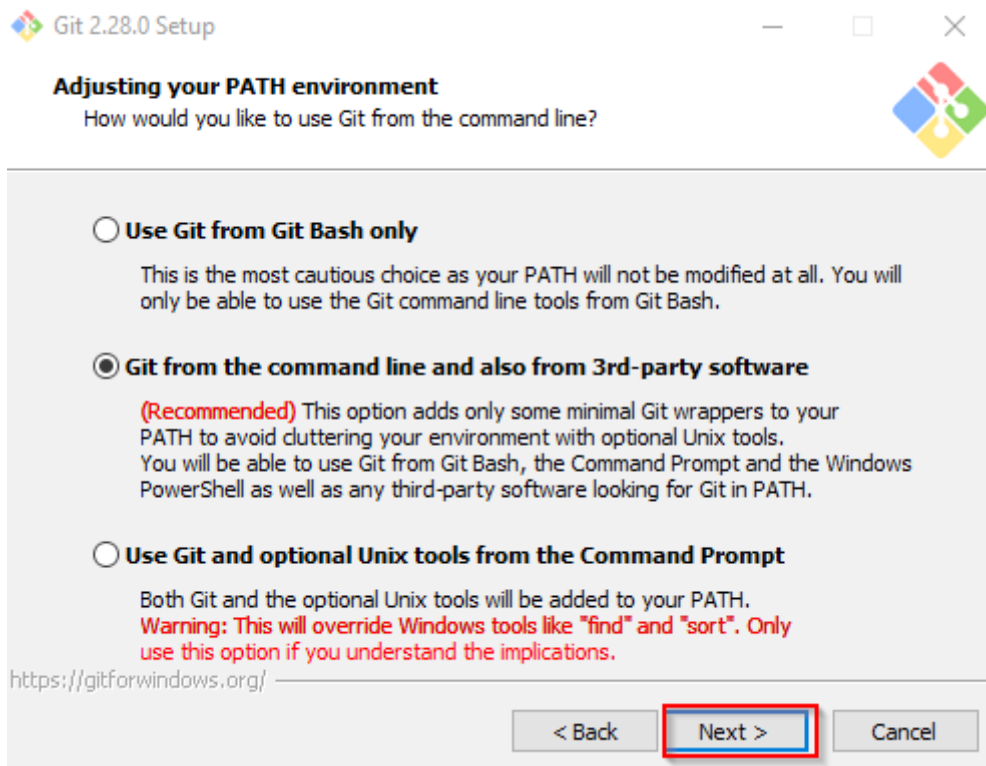 Git 2.28.0 Setup
Adjusting your PATH environment
How would you like to use Git from the command line?
Use Git from Git Bash only
This is the most cautious choice as your PATH will not be modified at all. You will
only be able to use the Git command line tools from Git Bash.
Git from the command line and also from 3rd-party software
(Recommended) This option adds only some minimal Git wrappers to your
PATH to avoid cluttering your environment with optional Unix tools.
You will be able to use Git from Git Bash, the Command Prompt and the Windows
PowerShell as well as any third-party software looking for Git in PATH.
Use Git and optional Unix tools from the Command Prompt
Both Git and the optional Unix tools will be added to your PATH.
Warning: This will override Windows tools like "find" and "sort". Only
use this option if you understand the implications.
https://gitforwindows.org/
< Back
Next >
Cancel